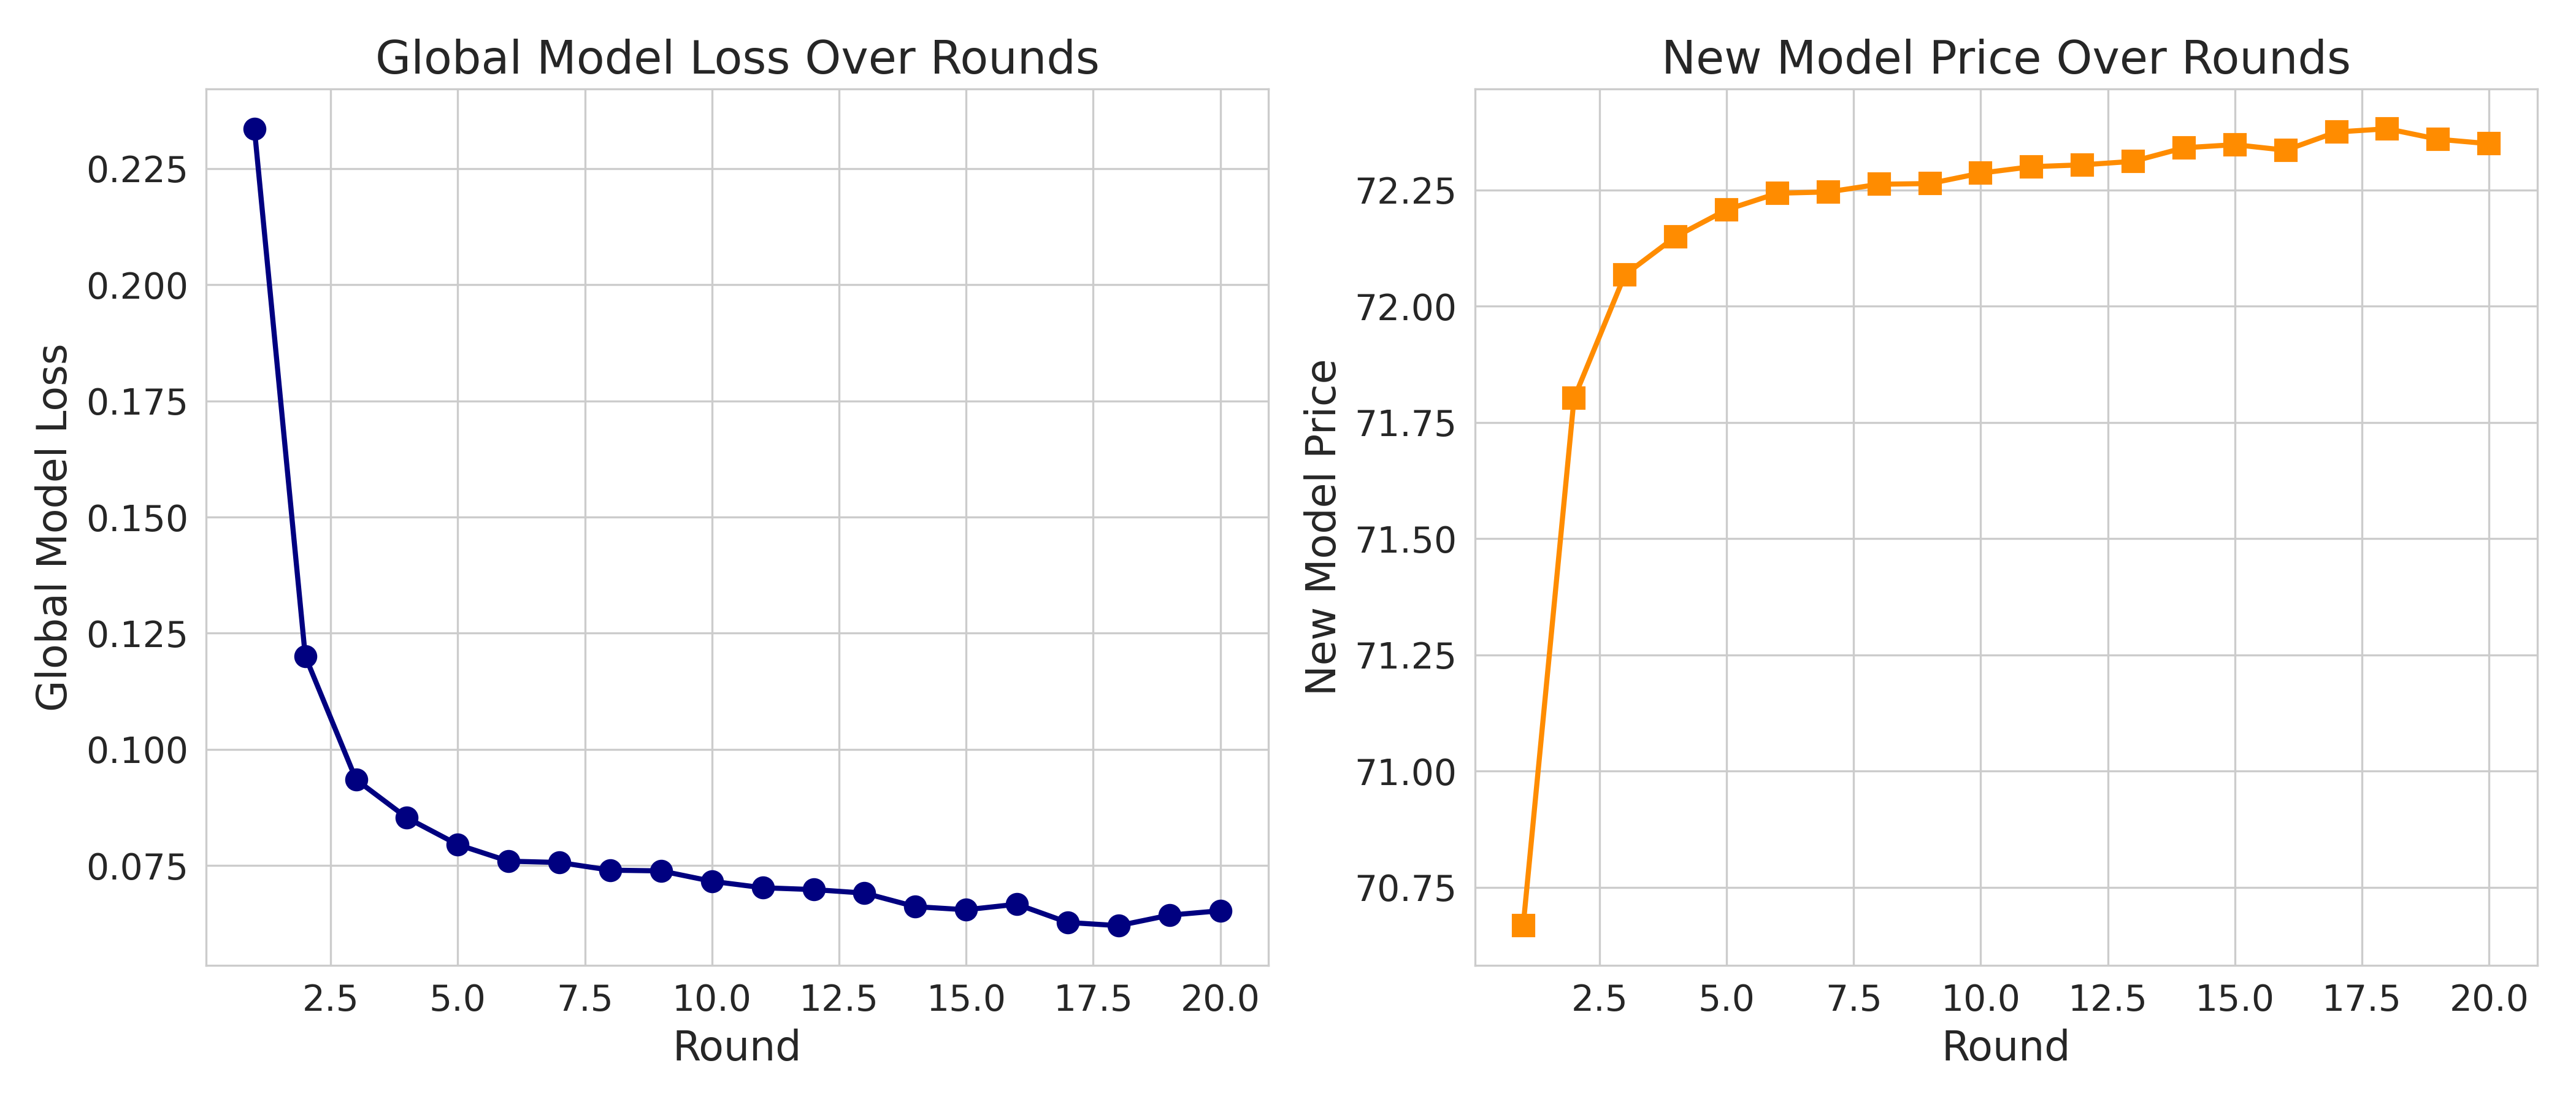 Global Model Loss Over Rounds
Global Model Loss
0.225
0.200
0.175
0.150
0.125
0.100
0.075
2.5 5.0 7.5 10.0 12.5 15.0 17.5 20.0
Round
New Model Price Over Rounds
New Model Price
72.25
72.00
71.75
71.50
71.25
71.00
70.75
2.5 5.0 7.5 10.0 12.5 15.0 17.5 20.0
Round